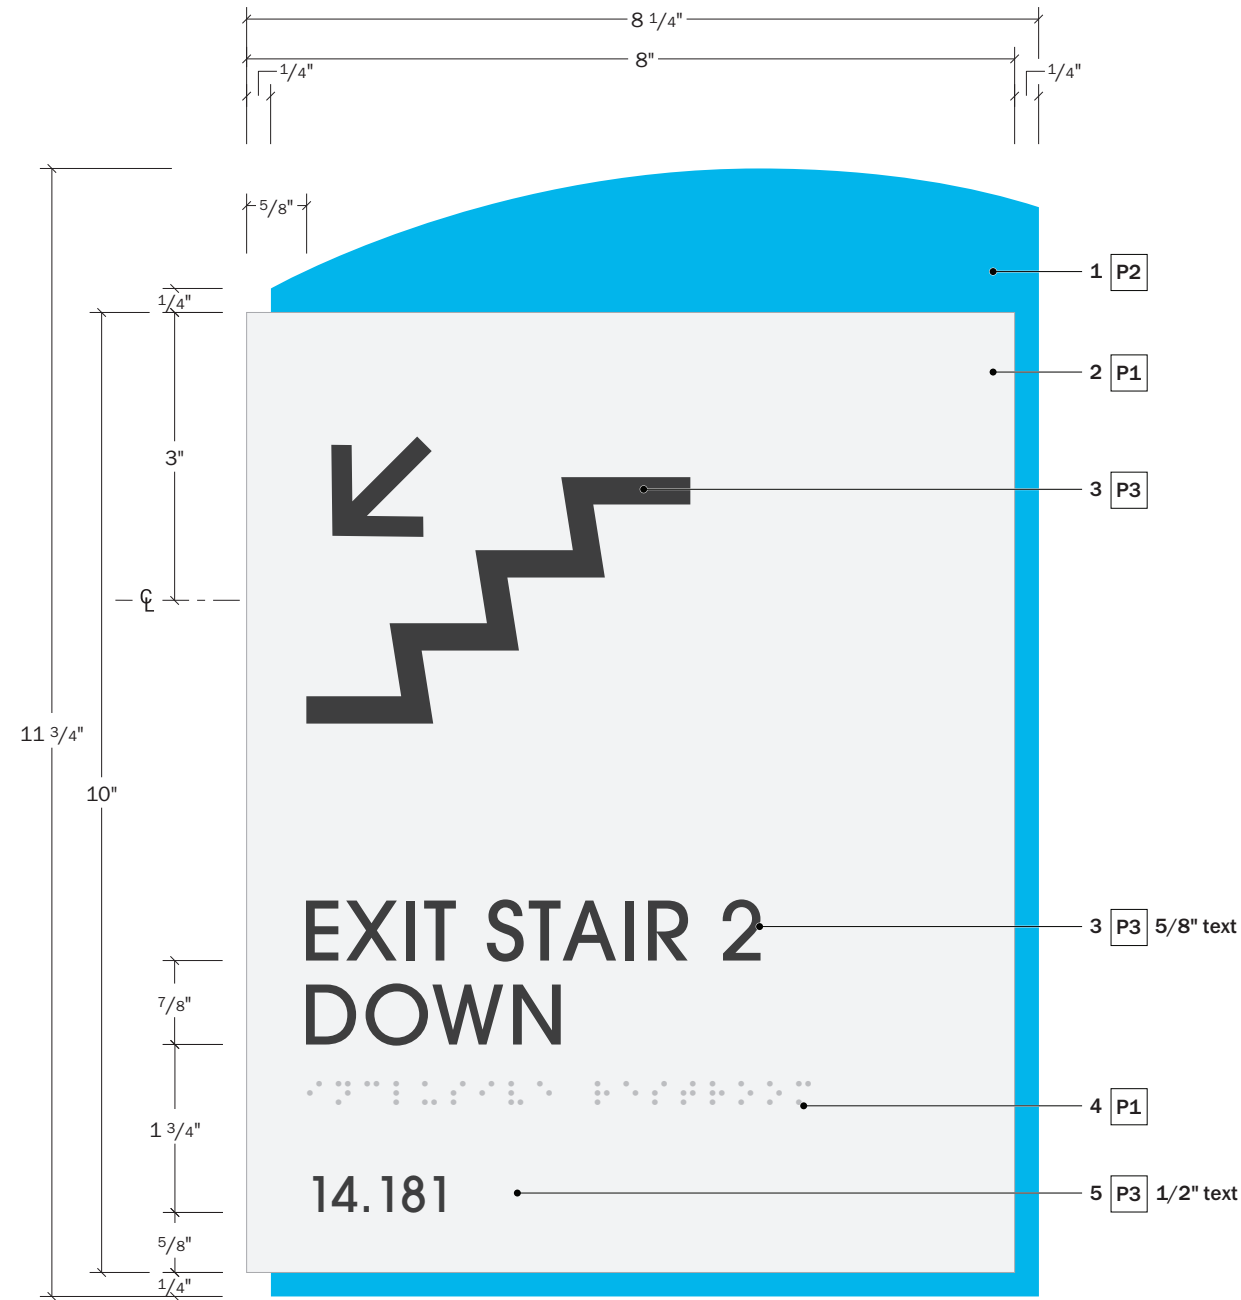 8 1/4"
8"
1/4"
1/4"
5/8"
1 P2
1/4"
2 P1
3"
3 P3
CL
11 3/4"
10"
EXIT STAIR 2
3 P3 5/8" text
7/8"
DOWN
1 3/4"
4 P1
14.181
5 P3 1/2" text
5/8"
1/4"